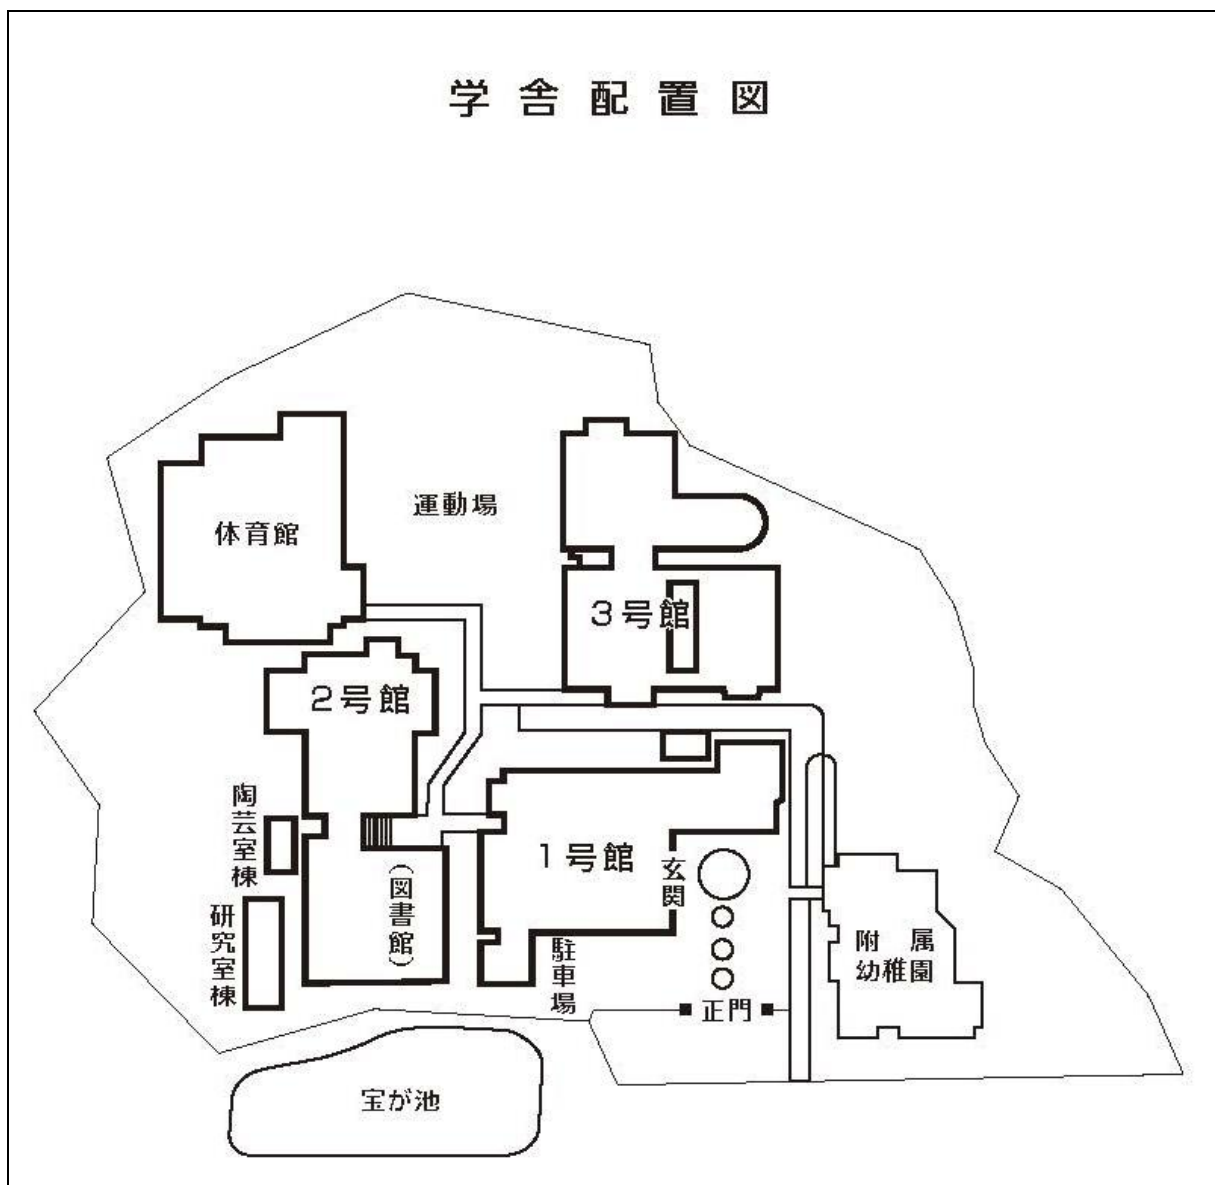 学舎配置図
運動場
体育館
3号館
2号館
陶芸室棟
1号館
玄関
(図書館)
研究室棟
駐車場
附属
幼稚園
正門
宝が池